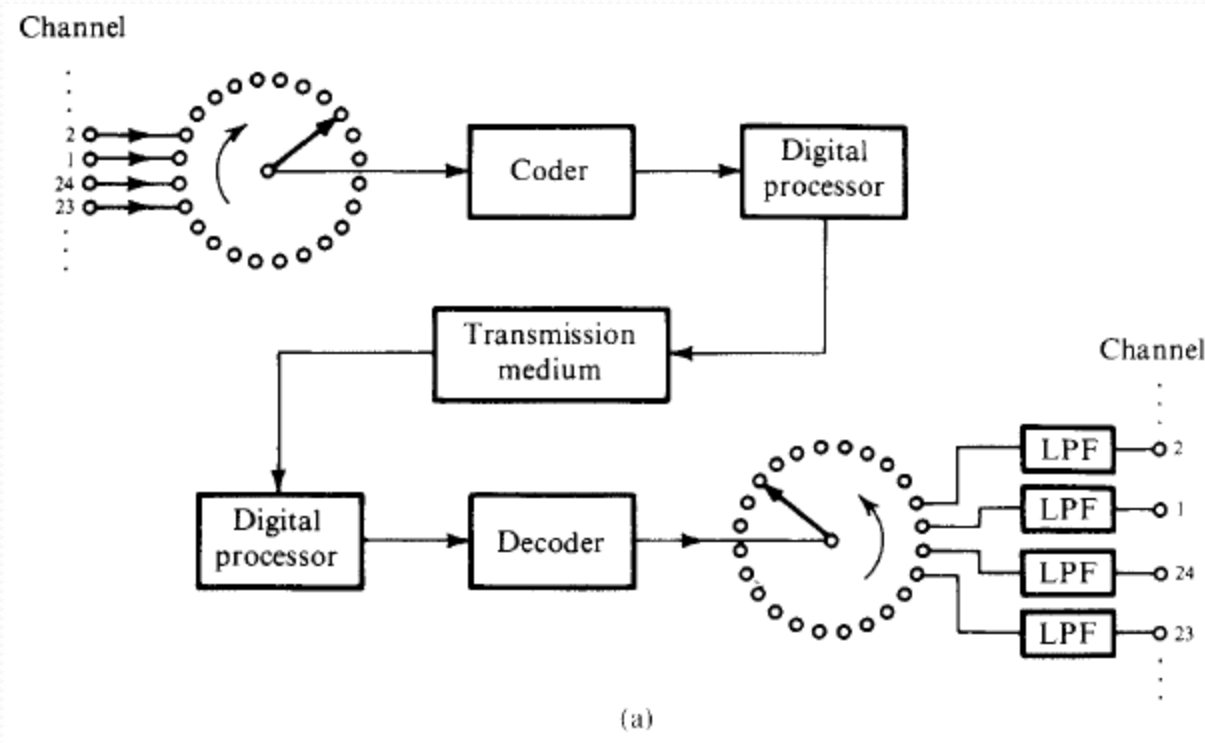 Channel
2
1
24
23
Coder
Digital
processor
Transmission
medium
Channel
Digital
processor
Decoder
LPF
2
LPF
1
LPF
24
LPF
23
(a)